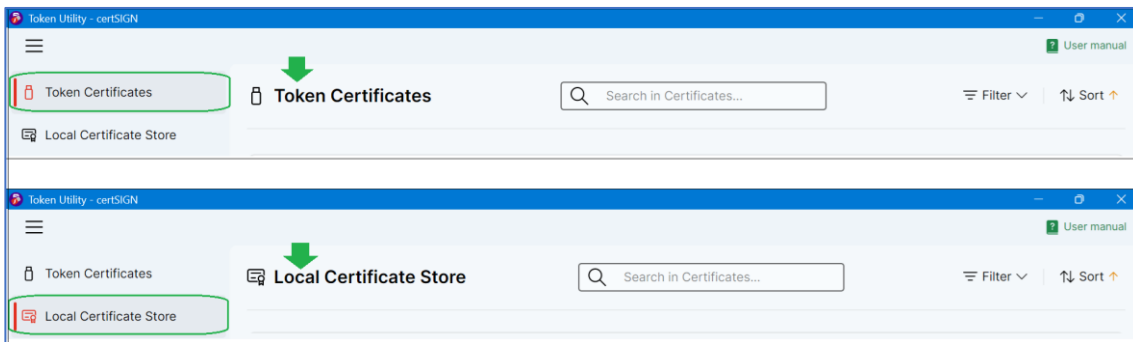 Token Utility - certSIGN
? User manual
Token Certificates
Token Certificates
Search in Certificates...
Filter
Sort
Local Certificate Store
Token Utility - certSIGN
? User manual
Token Certificates
Local Certificate Store
Search in Certificates...
Filter
Sort
Local Certificate Store